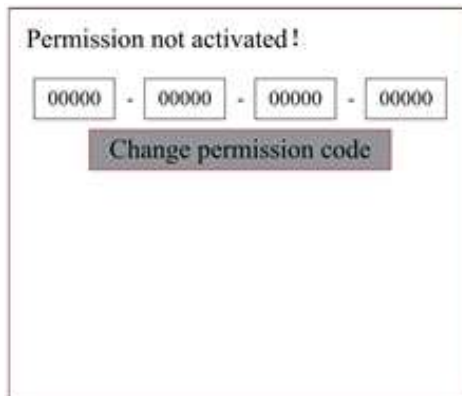 Permission not activated!
00000 - 00000 - 00000 - 00000
Change permission code